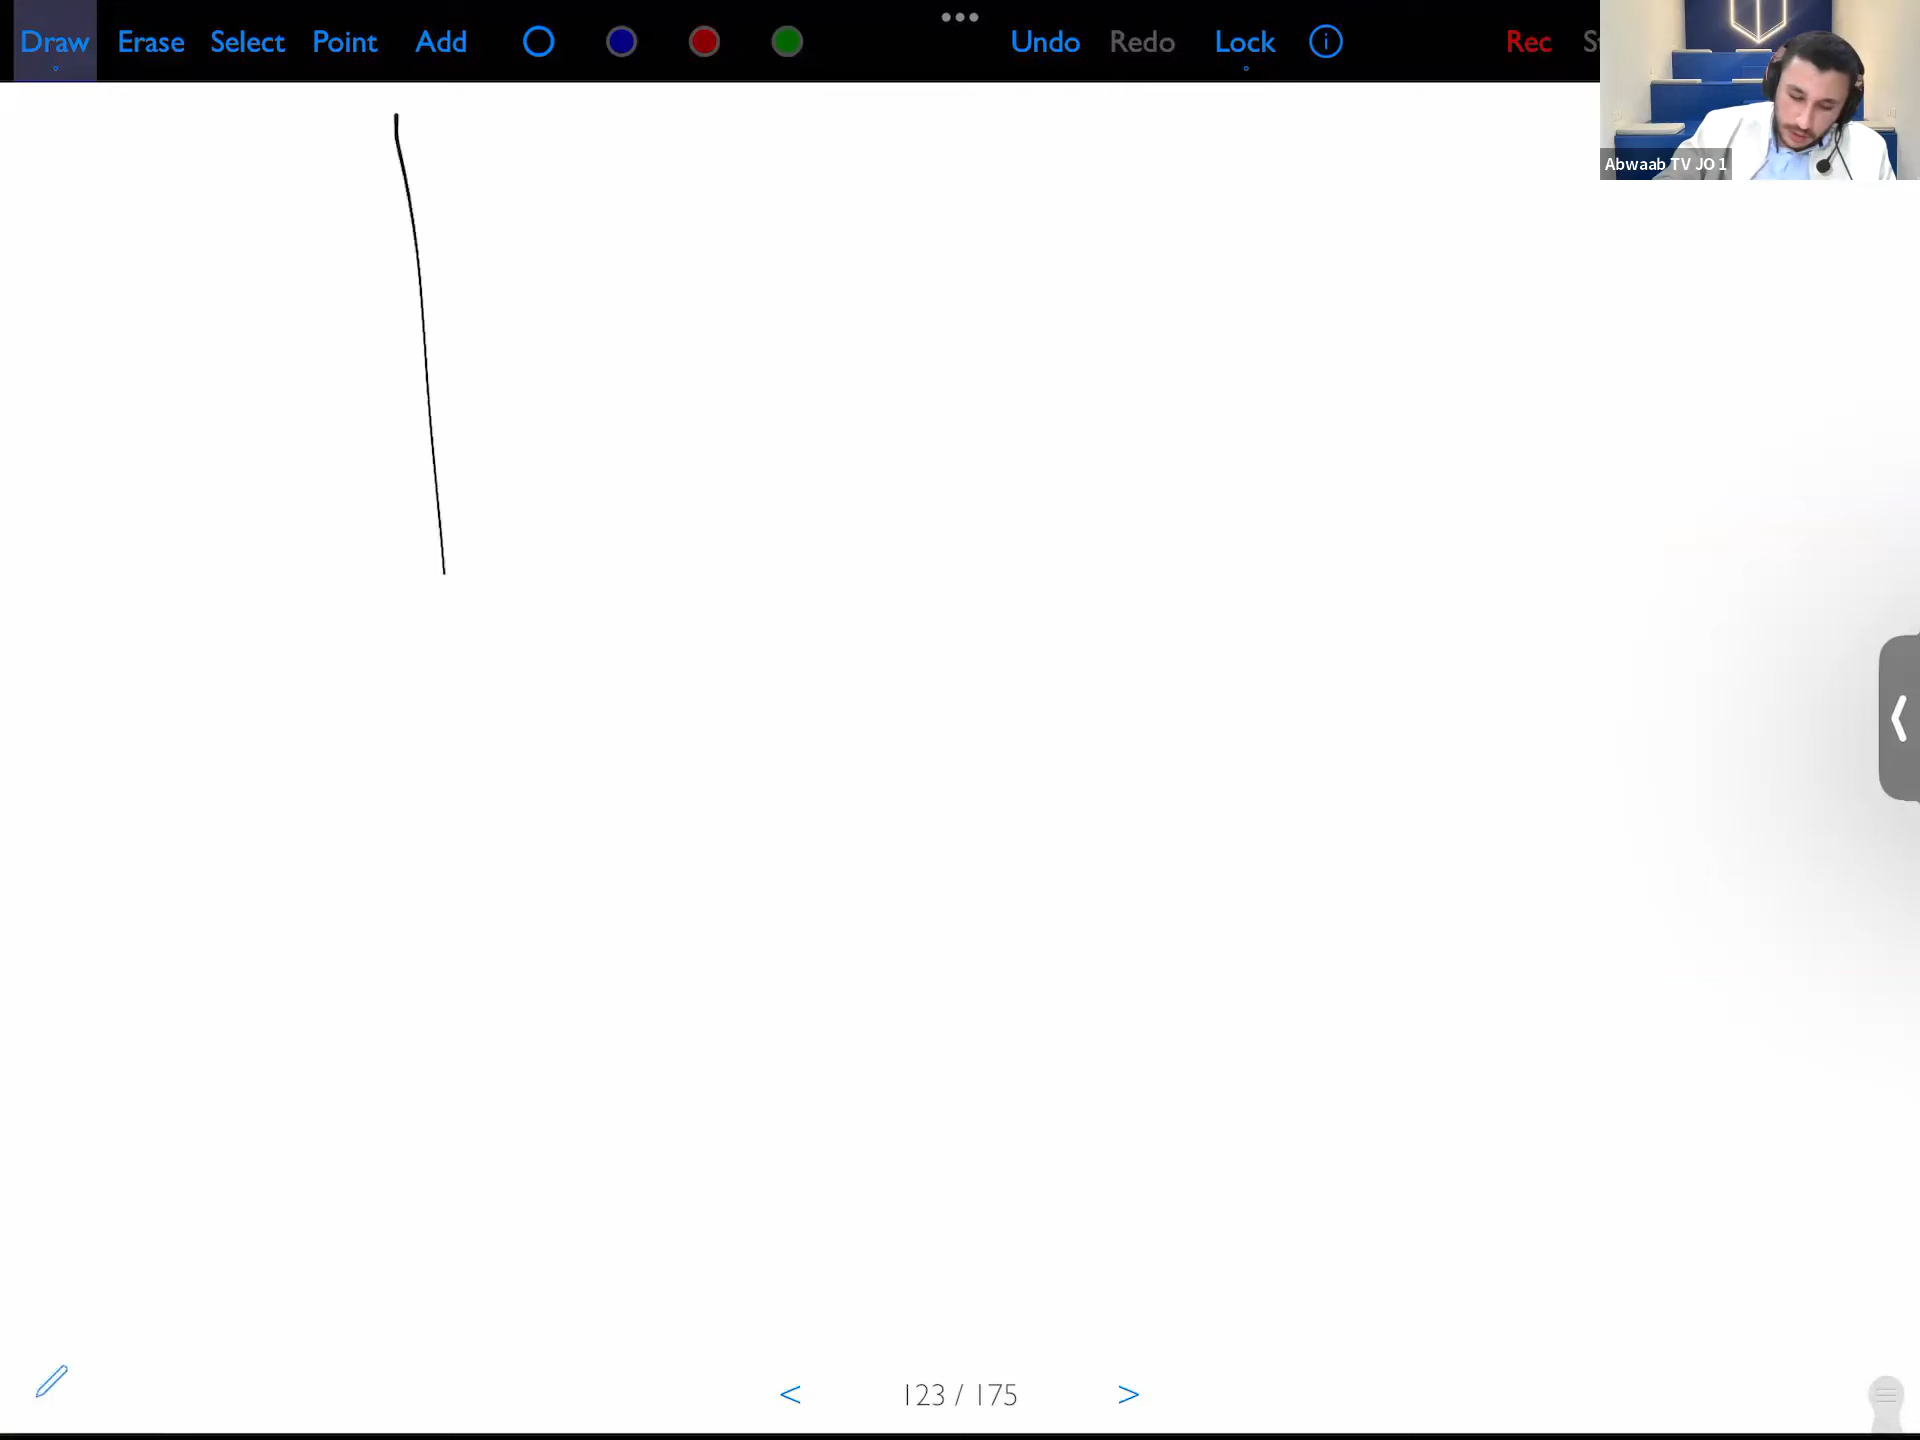 Draw Erase Select Point Add Undo Redo Lock Rec
Abwaab TV JO 1
< 123 / 175 >